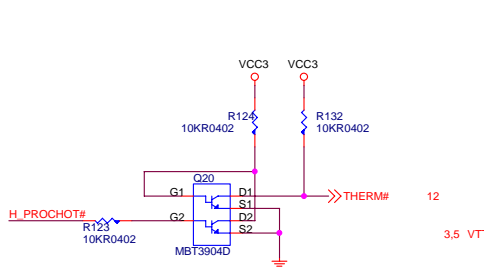 VCC3 VCC3
R124 R132
10KR0402 10KR0402
Q20
G1 D1 THERM# 12
S1
H_PROCHOT# G2 D2
R123 S2 3,5 VT
10KR0402
MBT3904D